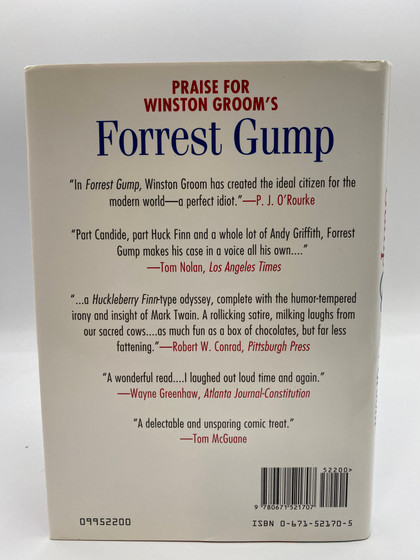 PRAISE FOR
WINSTON GROOM'S
Forrest Gump
“In Forrest Gump, Winston Groom has created the ideal citizen for the
modern world—a perfect idiot.”—P. J. O'Rourke
“Part Candide, part Huck Finn and a whole lot of Andy Griffith, Forrest
Gump makes his case in a voice all his own....”
—Tom Nolan, Los Angeles Times
“...a Huckleberry Finn-type odyssey, complete with the humor-tempered
irony and insight of Mark Twain. A rollicking satire, milking laughs from
our sacred cows....as much fun as a box of chocolates, but far less
fattening.”—Robert W. Conrad, Pittsburgh Press
“A wonderful read....I laughed out loud time and again.”
—Wayne Greenhaw, Atlanta Journal-Constitution
“A delectable and unsparing comic treat.”
—Tom McGuane
52200>
9 780671 521707
09952200
ISBN 0-671-52170-5